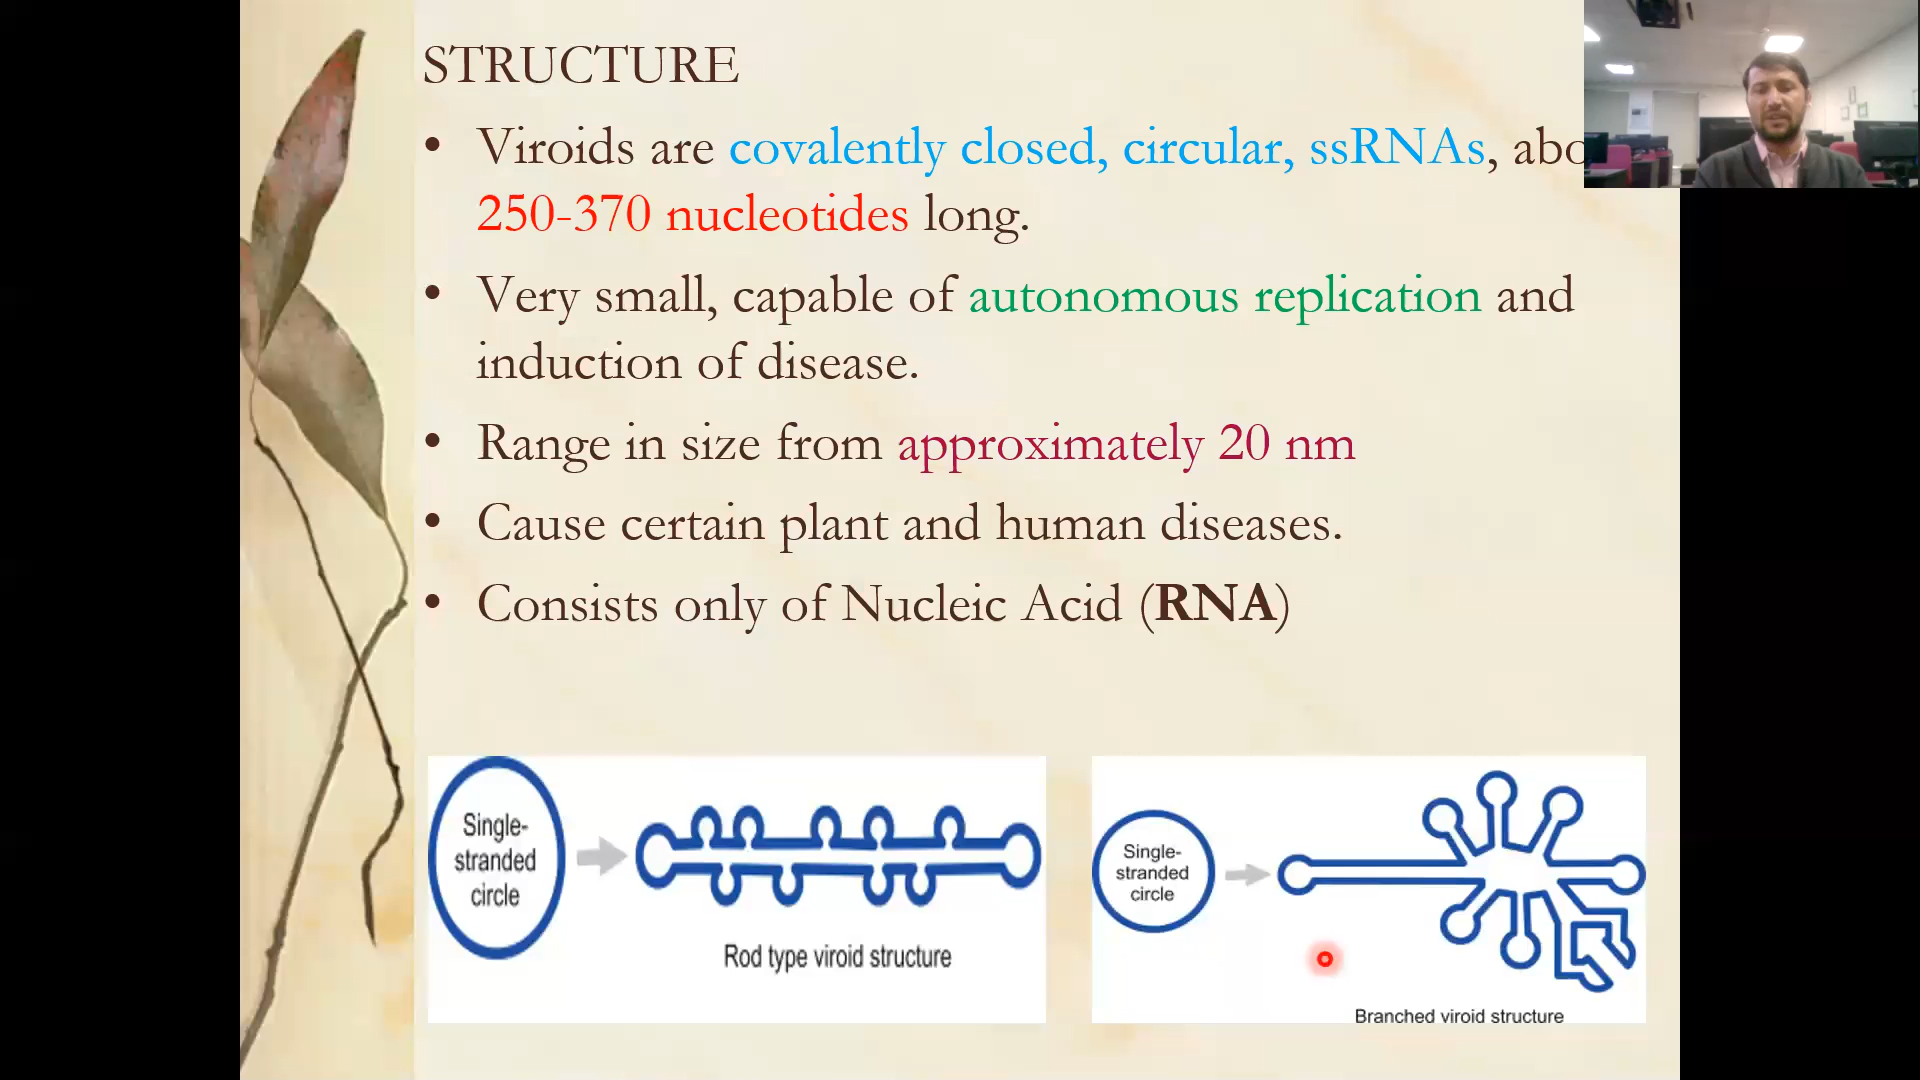 STRUCTURE
• Viroids are covalently closed, circular, ssRNAs,
250-370 nucleotides long.
• Very small, capable of autonomous replication and
induction of disease.
• Range in size from approximately 20 nm
• Cause certain plant and human diseases.
• Consists only of Nucleic Acid (RNA)
Single-
stranded
circle
Rod type viroid structure
Single-
stranded
circle
Branched viroid structure